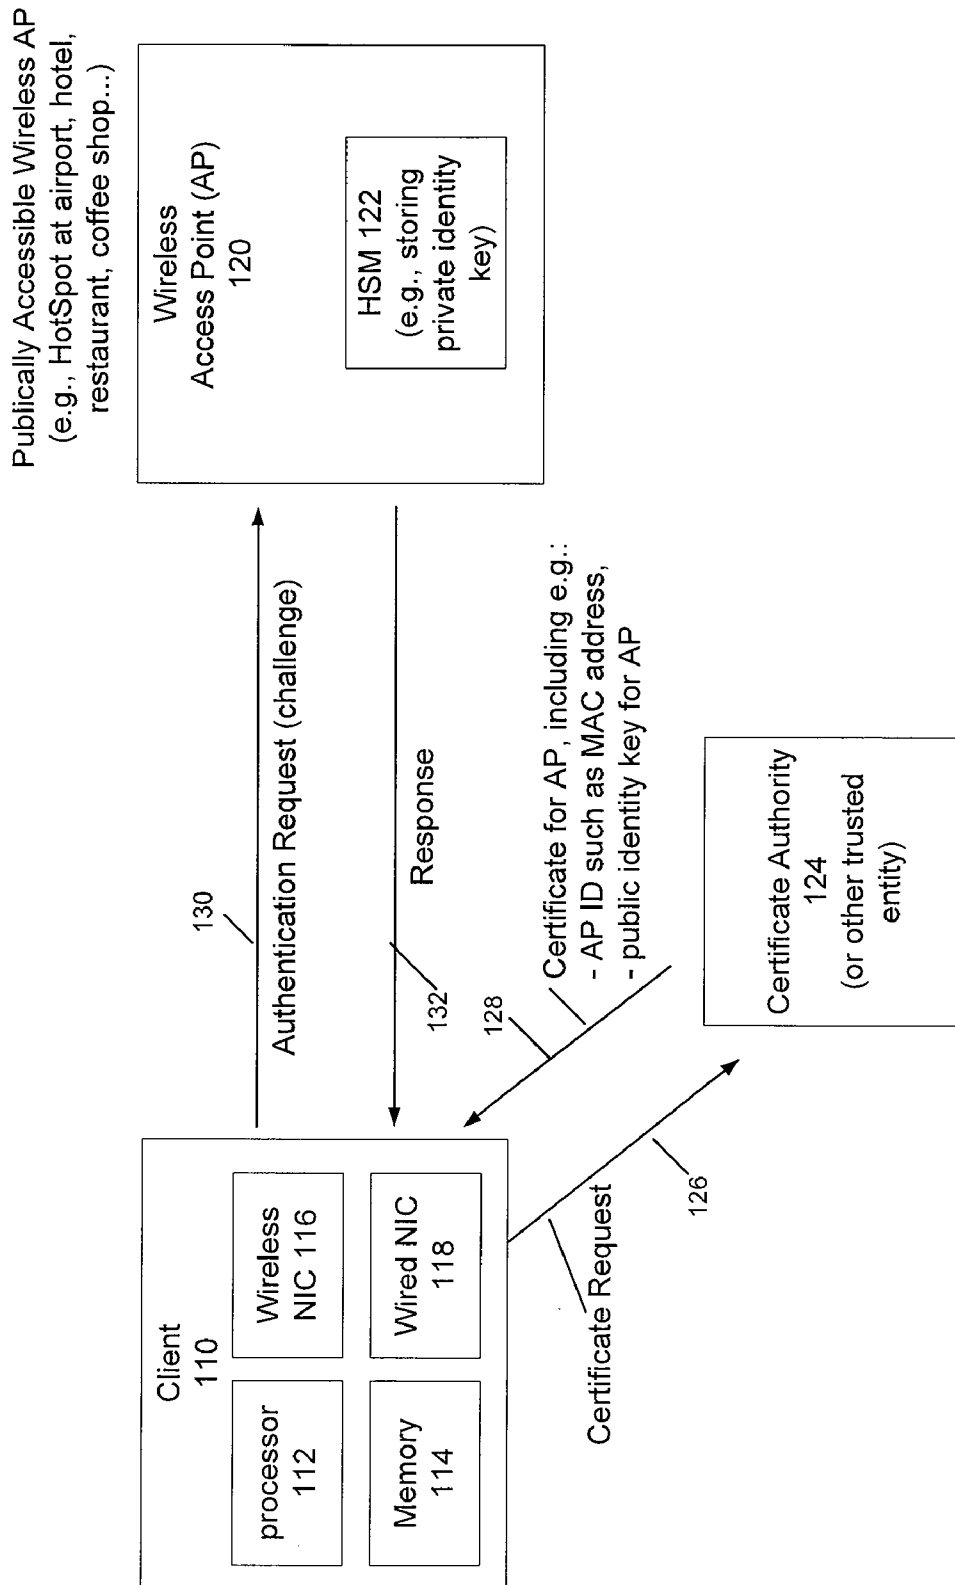 Publically Accessible Wireless AP
(e.g., HotSpot at airport, hotel,
restaurant, coffee shop...)
Client
110
processor
112
Wireless
NIC 116
Memory
114
Wired NIC
118
130
Authentication Request (challenge)
Response
132
Wireless
Access Point (AP)
120
HSM 122
(e.g., storing
private identity
key)
128
Certificate for AP, including e.g.:
- AP ID such as MAC address,
- public identity key for AP
Certificate Request
126
Certificate Authority
124
(or other trusted
entity)